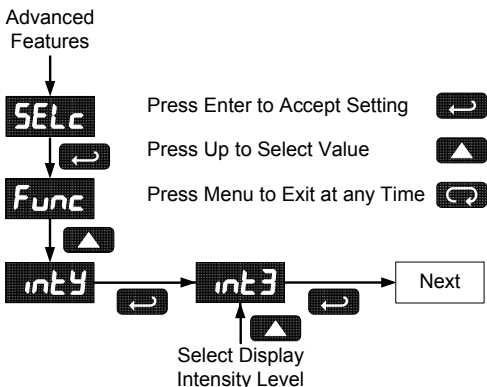 Advanced
Features
SELc
Press Enter to Accept Setting
Press Up to Select Value
Func
Press Menu to Exit at any Time
intY
int3
Next
Select Display
Intensity Level